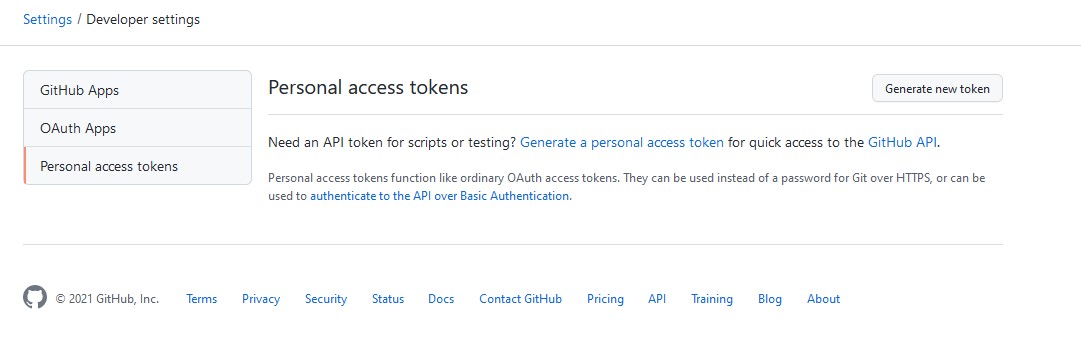 Settings / Developer settings
GitHub Apps
OAuth Apps
Personal access tokens
Personal access tokens
Generate new token
Need an API token for scripts or testing? Generate a personal access token for quick access to the GitHub API.
Personal access tokens function like ordinary OAuth access tokens. They can be used instead of a password for Git over HTTPS, or can be
used to authenticate to the API over Basic Authentication.
© 2021 GitHub, Inc. Terms Privacy Security Status Docs Contact GitHub Pricing API Training Blog About